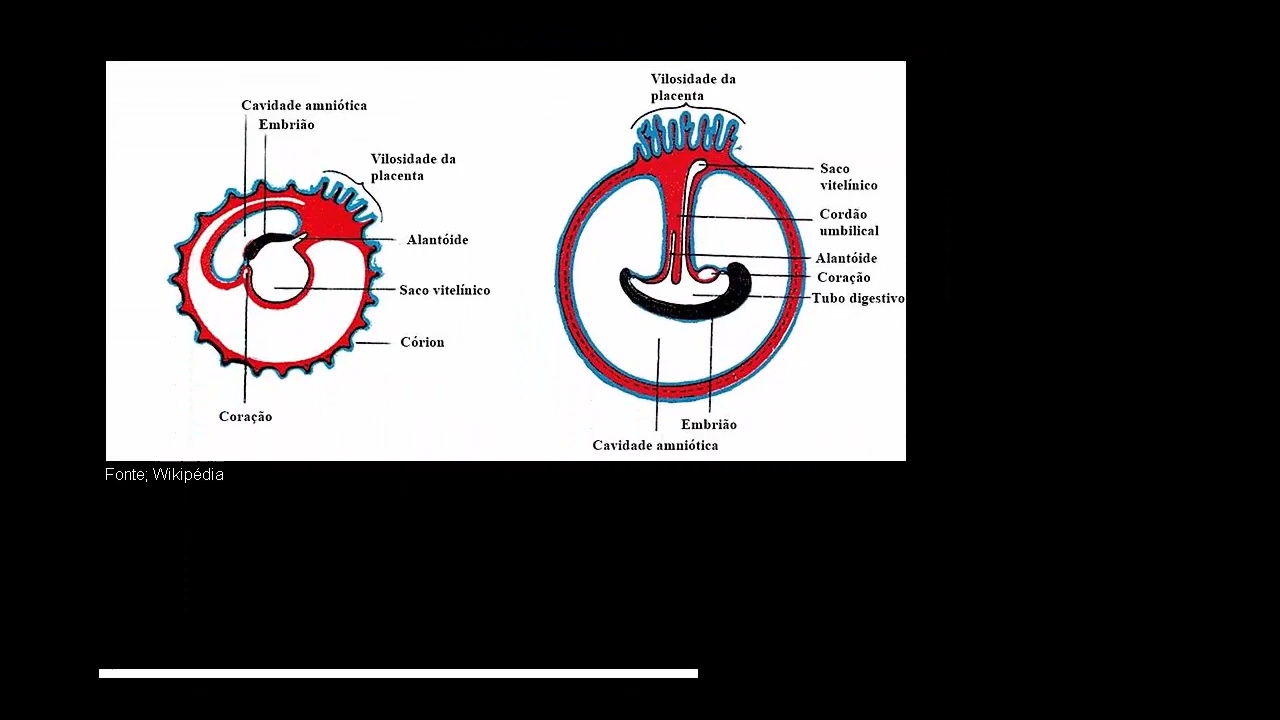 Cavidade amniótica
Embrião
Vilosidade da
placenta
Alantóide
Saco vitelínico
Córion
Coração
Vilosidade da
placenta
Saco
vitelínico
Cordão
umbilical
Alantóide
Coração
Tubo digestivo
Embrião
Cavidade amniótica
Fonte; Wikipédia